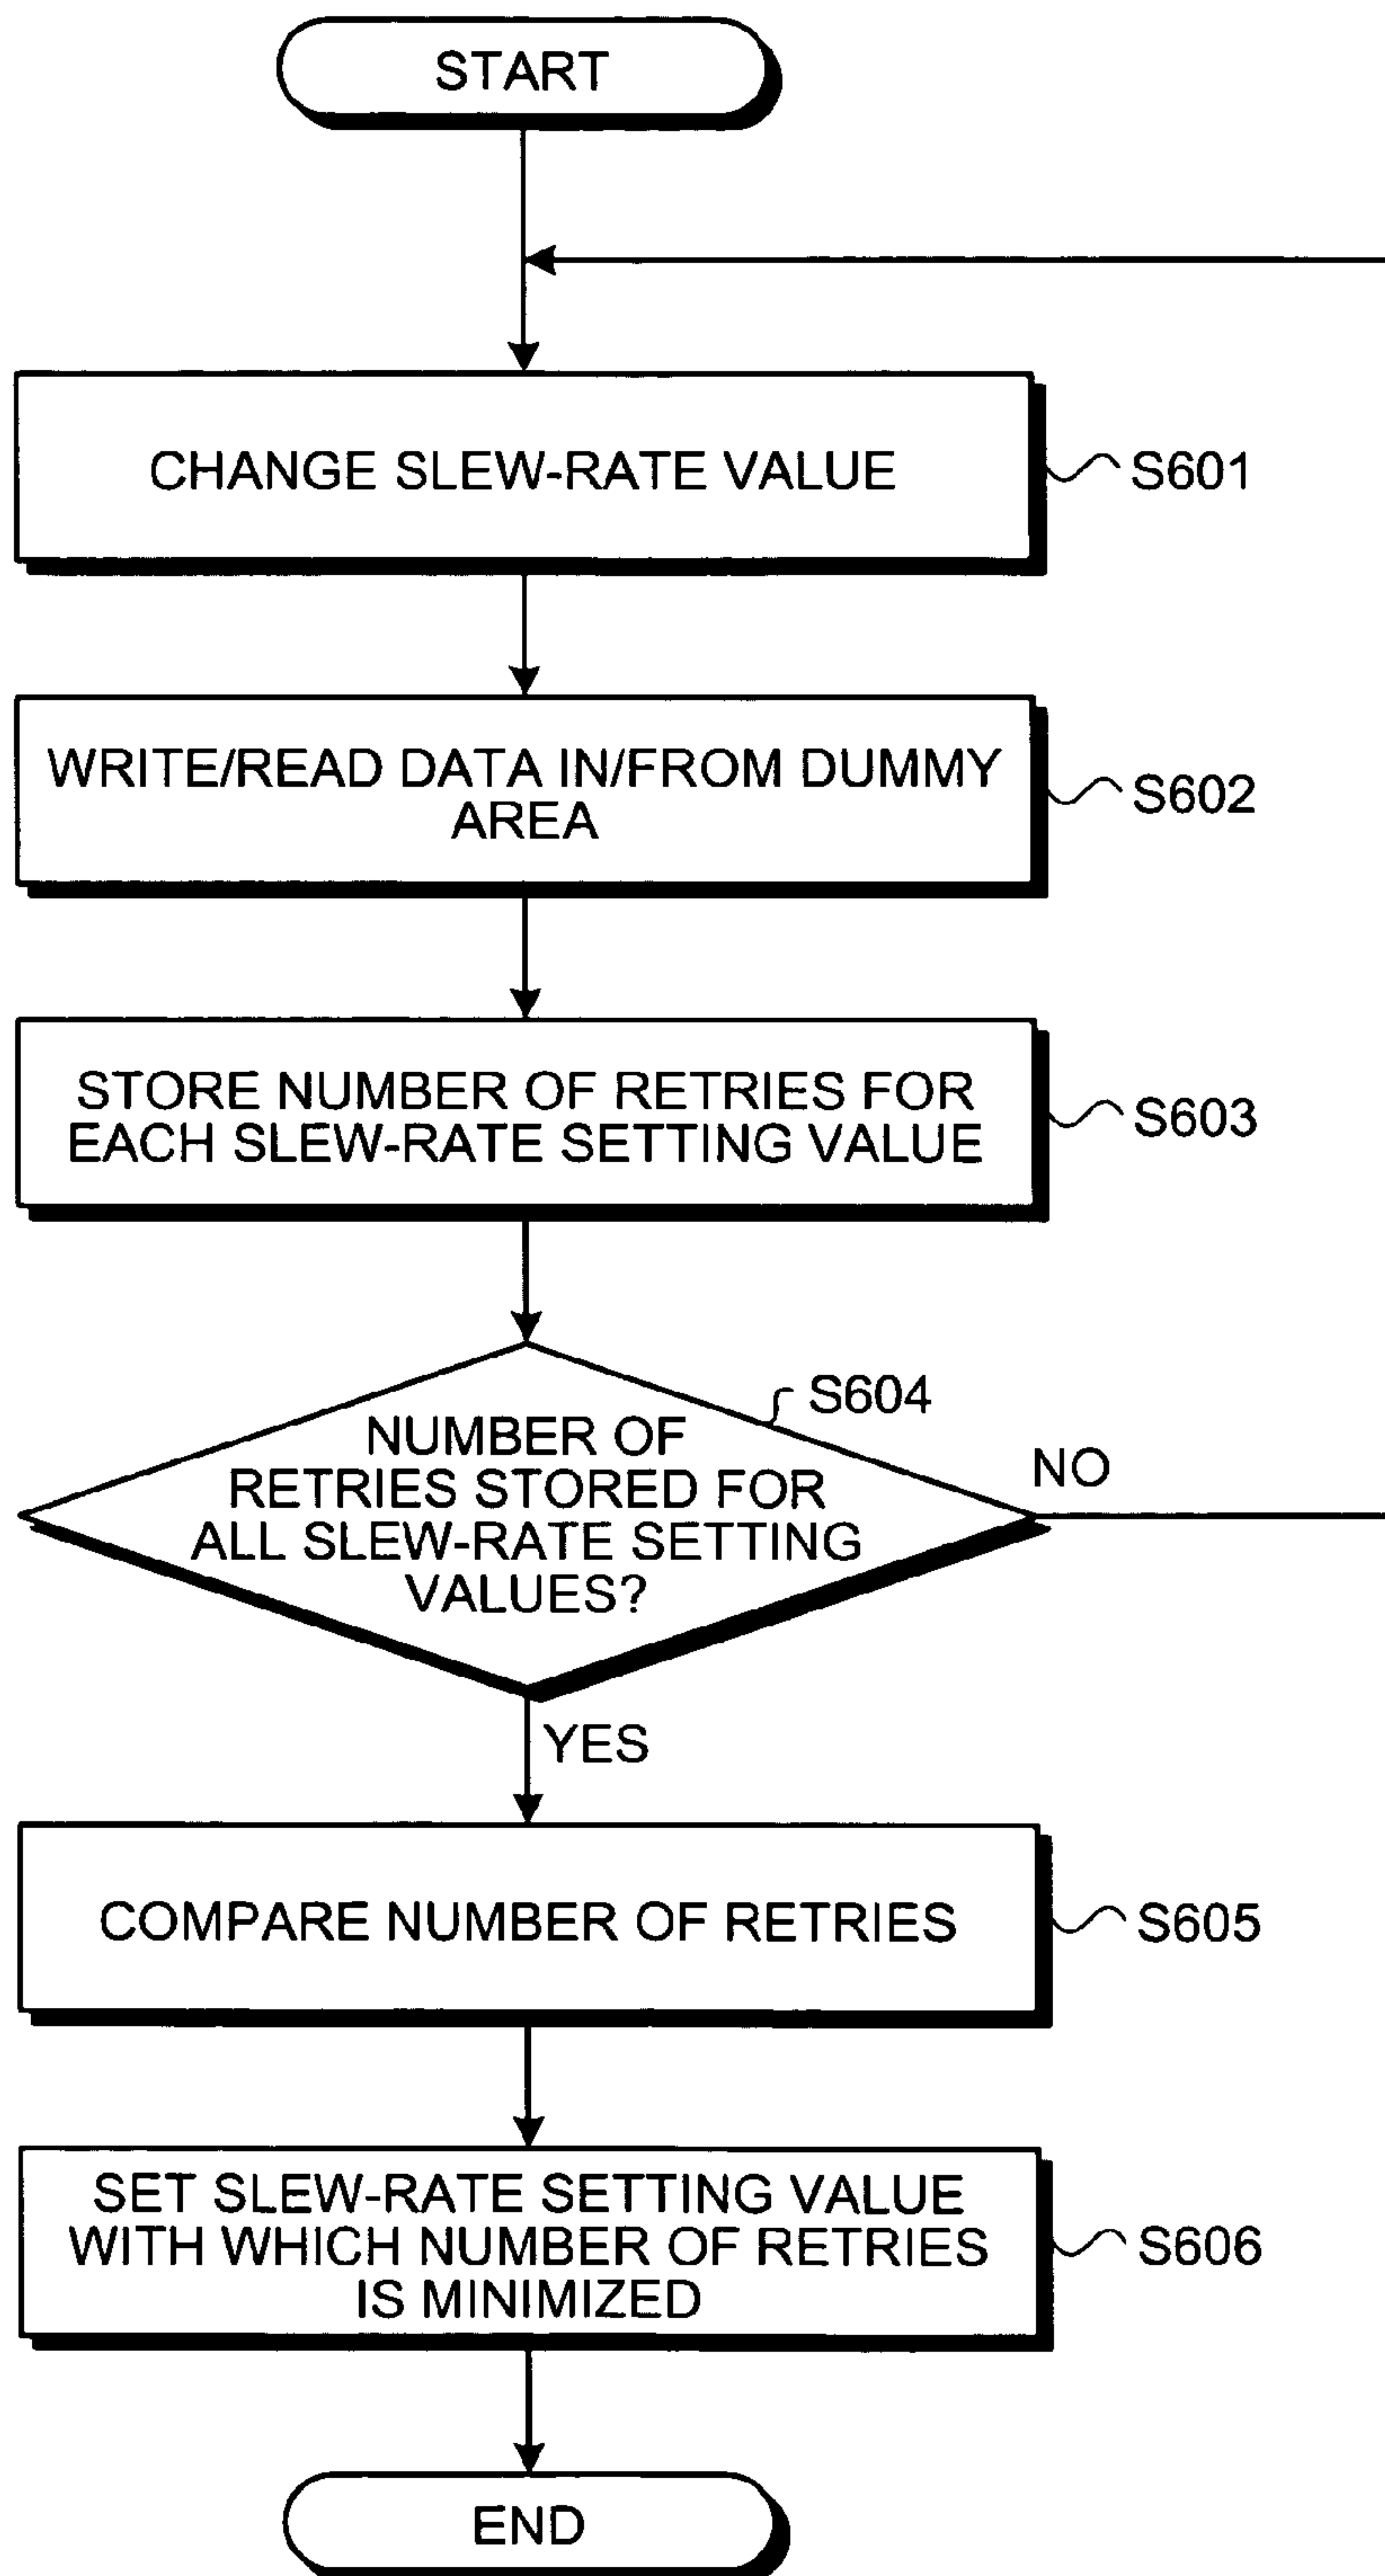 START
CHANGE SLEW-RATE VALUE
S601
WRITE/READ DATA IN/FROM DUMMY
AREA
S602
STORE NUMBER OF RETRIES FOR
EACH SLEW-RATE SETTING VALUE
S603
S604
NUMBER OF
RETRIES STORED FOR
ALL SLEW-RATE SETTING
VALUES?
NO
YES
COMPARE NUMBER OF RETRIES
S605
SET SLEW-RATE SETTING VALUE
WITH WHICH NUMBER OF RETRIES
IS MINIMIZED
S606
END